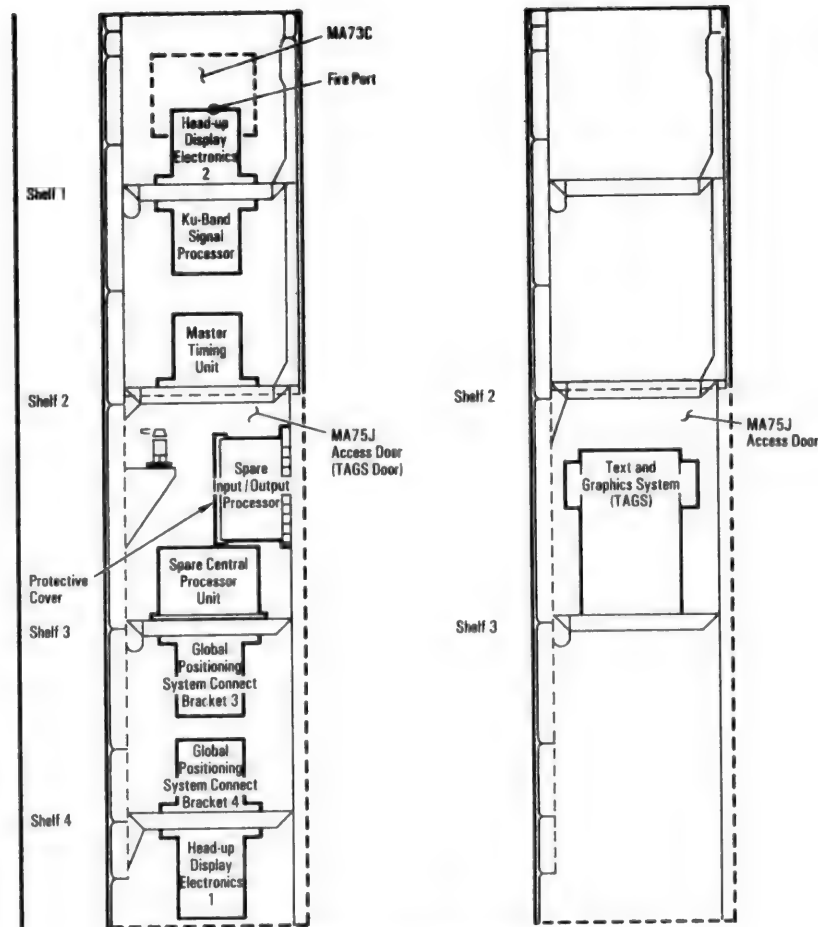 MA73C
Fire Port
Head-up
Display
Electronics
2
Shelf 1
Ku-Band
Signal
Processor
Master
Timing
Unit
Shelf 2
MA75J
Access Door
(TAGS Door)
Spare
Input/Output
Processor
Protective
Cover
Spare Central
Processor
Unit
Shelf 3
Global
Positioning
System Connect
Bracket 3
Global
Positioning
System Connect
Bracket 4
Shelf 4
Head-up
Display
Electronics
1
Shelf 2
MA75J
Access Door
Text and
Graphics System
(TAGS)
Shelf 3